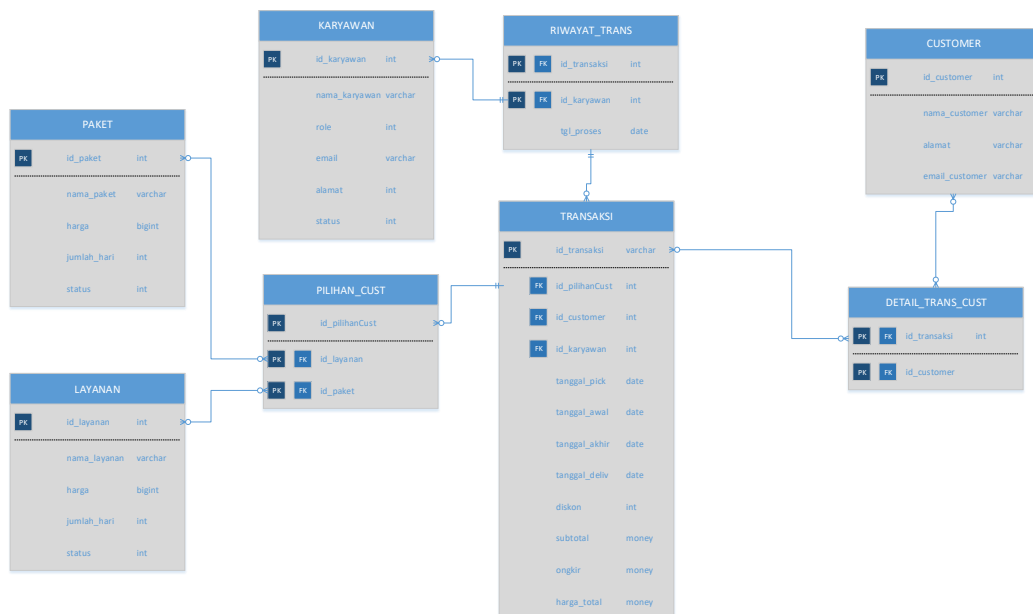 KARYAWAN
PK id_karyawan int
nama_karyawan varchar
role int
email varchar
alamat int
status int
RIWAYAT_TRANS
PK FK id_transaksi int
PK FK id_karyawan int
tgl_proses date
CUSTOMER
PK id_customer int
nama_customer varchar
alamat varchar
email_customer varchar
PAKET
PK id_paket int
nama_paket varchar
harga bigint
jumlah_hari int
status int
TRANSAKSI
PK id_transaksi varchar
FK id_pilihanCust int
FK id_customer int
FK id_karyawan int
tanggal_pick date
tanggal_awal date
tanggal_akhir date
tanggal_deliv date
diskon int
subtotal money
ongkir money
harga_total money
PILIHAN_CUST
PK id_pilihanCust
PK FK id_layanan
PK FK id_paket
DETAIL_TRANS_CUST
PK FK id_transaksi int
PK FK id_customer
LAYANAN
PK id_layanan int
nama_layanan varchar
harga bigint
jumlah_hari int
status int